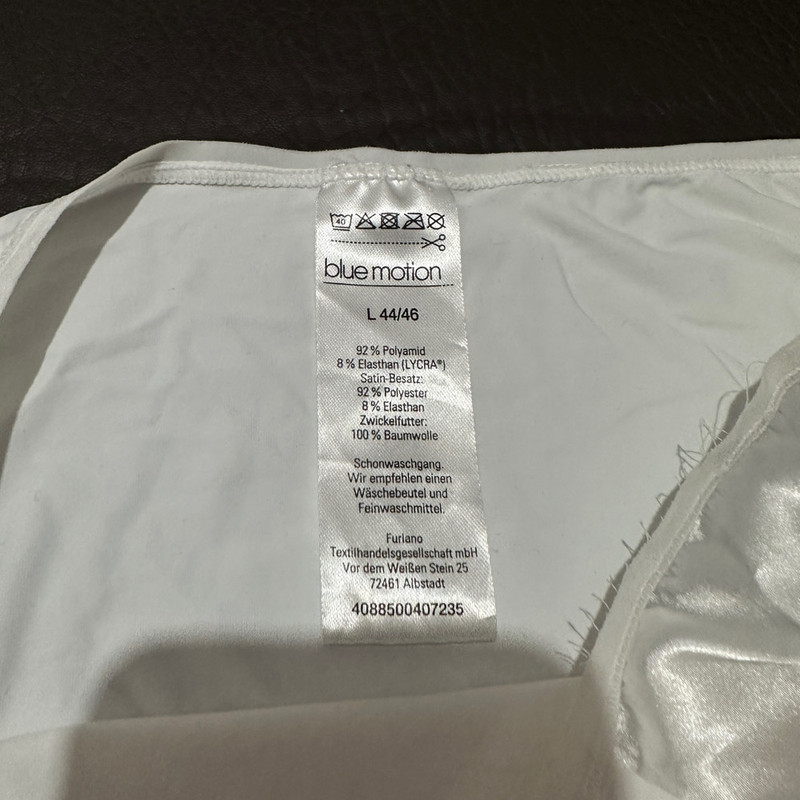 40
blue motion
L 44/46
92 % Polyamid
8 % Elasthan (LYCRA®)
Satin-Besatz:
92 % Polyester
8 % Elasthan
Zwickelfutter:
100 % Baumwolle
Schonwaschgang.
Wir empfehlen einen
Wäschebeutel und
Feinwaschmittel.
Furiano
Textilhandelsgesellschaft mbH
Vor dem Weißen Stein 25
72461 Albstadt
4088500407235